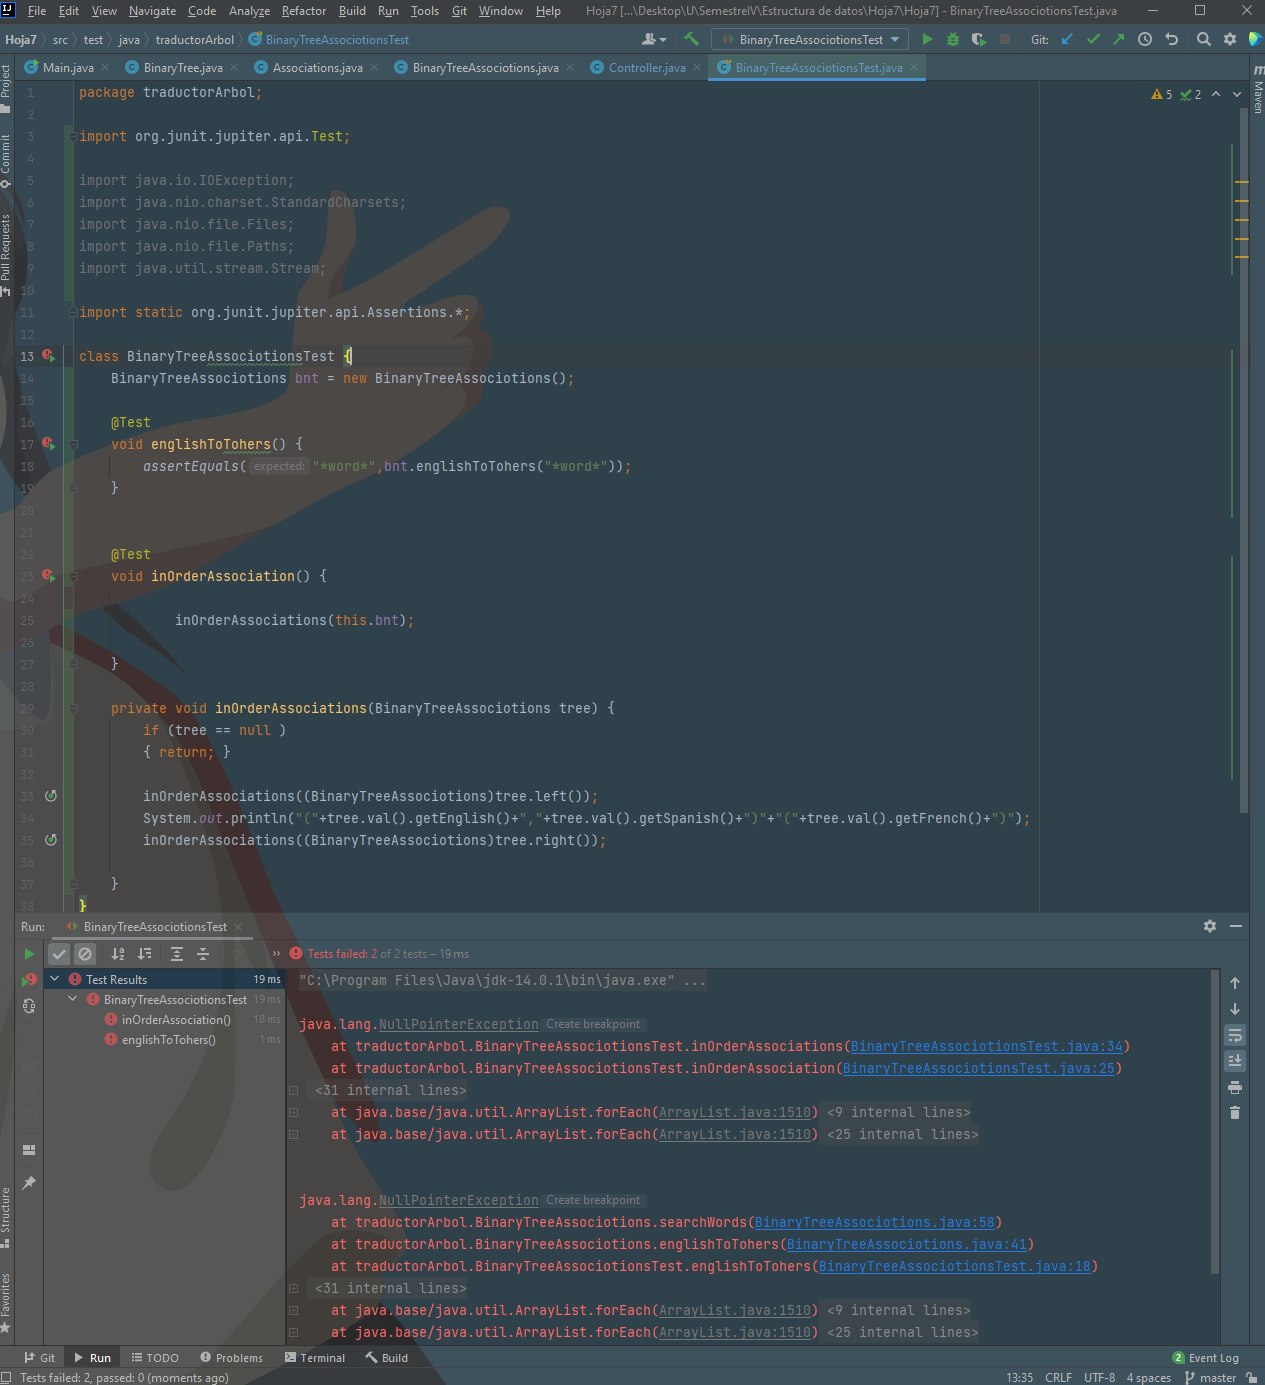 File Edit View Navigate Code Analyze Refactor Build Run Tools Git Window Help Hoja7 [...\Desktop\U\SemestreIV\Estructura de datos\Hoja7\Hoja7] - BinaryTreeAssociotionsTest.java
Hoja7 src test java traductorArbol BinaryTreeAssociotionsTest BinaryTreeAssociotionsTest Git:
Main.java BinaryTree.java Associations.java BinaryTreeAssociotions.java Controller.java BinaryTreeAssociotionsTest.java
Project
Commit
Pull Requests
Structure
Favorites
m Maven
5 2
1 package traductorArbol;
2
3 import org.junit.jupiter.api.Test;
4
5 import java.io.IOException;
6 import java.nio.charset.StandardCharsets;
7 import java.nio.file.Files;
8 import java.nio.file.Paths;
9 import java.util.stream.Stream;
10
11 import static org.junit.jupiter.api.Assertions.*;
12
13 class BinaryTreeAssociotionsTest {
14 BinaryTreeAssociotions bnt = new BinaryTreeAssociotions();
15
16 @Test
17 void englishToTohers() {
18 assertEquals( expected: "*word*",bnt.englishToTohers("*word*"));
19 }
20
21
22 @Test
23 void inOrderAssociation() {
24
25 inOrderAssociations(this.bnt);
26
27 }
28
29 private void inOrderAssociations(BinaryTreeAssociotions tree) {
30 if (tree == null )
31 { return; }
32
33 inOrderAssociations((BinaryTreeAssociotions)tree.left());
34 System.out.println("("+tree.val().getEnglish()+","+tree.val().getSpanish()+")"+"("+tree.val().getFrench()+")");
35 inOrderAssociations((BinaryTreeAssociotions)tree.right());
36
37 }
38 }
Run: BinaryTreeAssociotionsTest
» Tests failed: 2 of 2 tests – 19 ms
Test Results 19 ms
BinaryTreeAssociotionsTest 19 ms
inOrderAssociation() 18 ms
englishToTohers() 1 ms
"C:\Program Files\Java\jdk-14.0.1\bin\java.exe" ...
java.lang.NullPointerException Create breakpoint
at traductorArbol.BinaryTreeAssociotionsTest.inOrderAssociations(BinaryTreeAssociotionsTest.java:34)
at traductorArbol.BinaryTreeAssociotionsTest.inOrderAssociation(BinaryTreeAssociotionsTest.java:25)
<31 internal lines>
at java.base/java.util.ArrayList.forEach(ArrayList.java:1510) <9 internal lines>
at java.base/java.util.ArrayList.forEach(ArrayList.java:1510) <25 internal lines>
java.lang.NullPointerException Create breakpoint
at traductorArbol.BinaryTreeAssociotions.searchWords(BinaryTreeAssociotions.java:58)
at traductorArbol.BinaryTreeAssociotions.englishToTohers(BinaryTreeAssociotions.java:41)
at traductorArbol.BinaryTreeAssociotionsTest.englishToTohers(BinaryTreeAssociotionsTest.java:18)
<31 internal lines>
at java.base/java.util.ArrayList.forEach(ArrayList.java:1510) <9 internal lines>
at java.base/java.util.ArrayList.forEach(ArrayList.java:1510) <25 internal lines>
Git Run TODO Problems Terminal Build 2 Event Log
Tests failed: 2, passed: 0 (moments ago) 13:35 CRLF UTF-8 4 spaces master